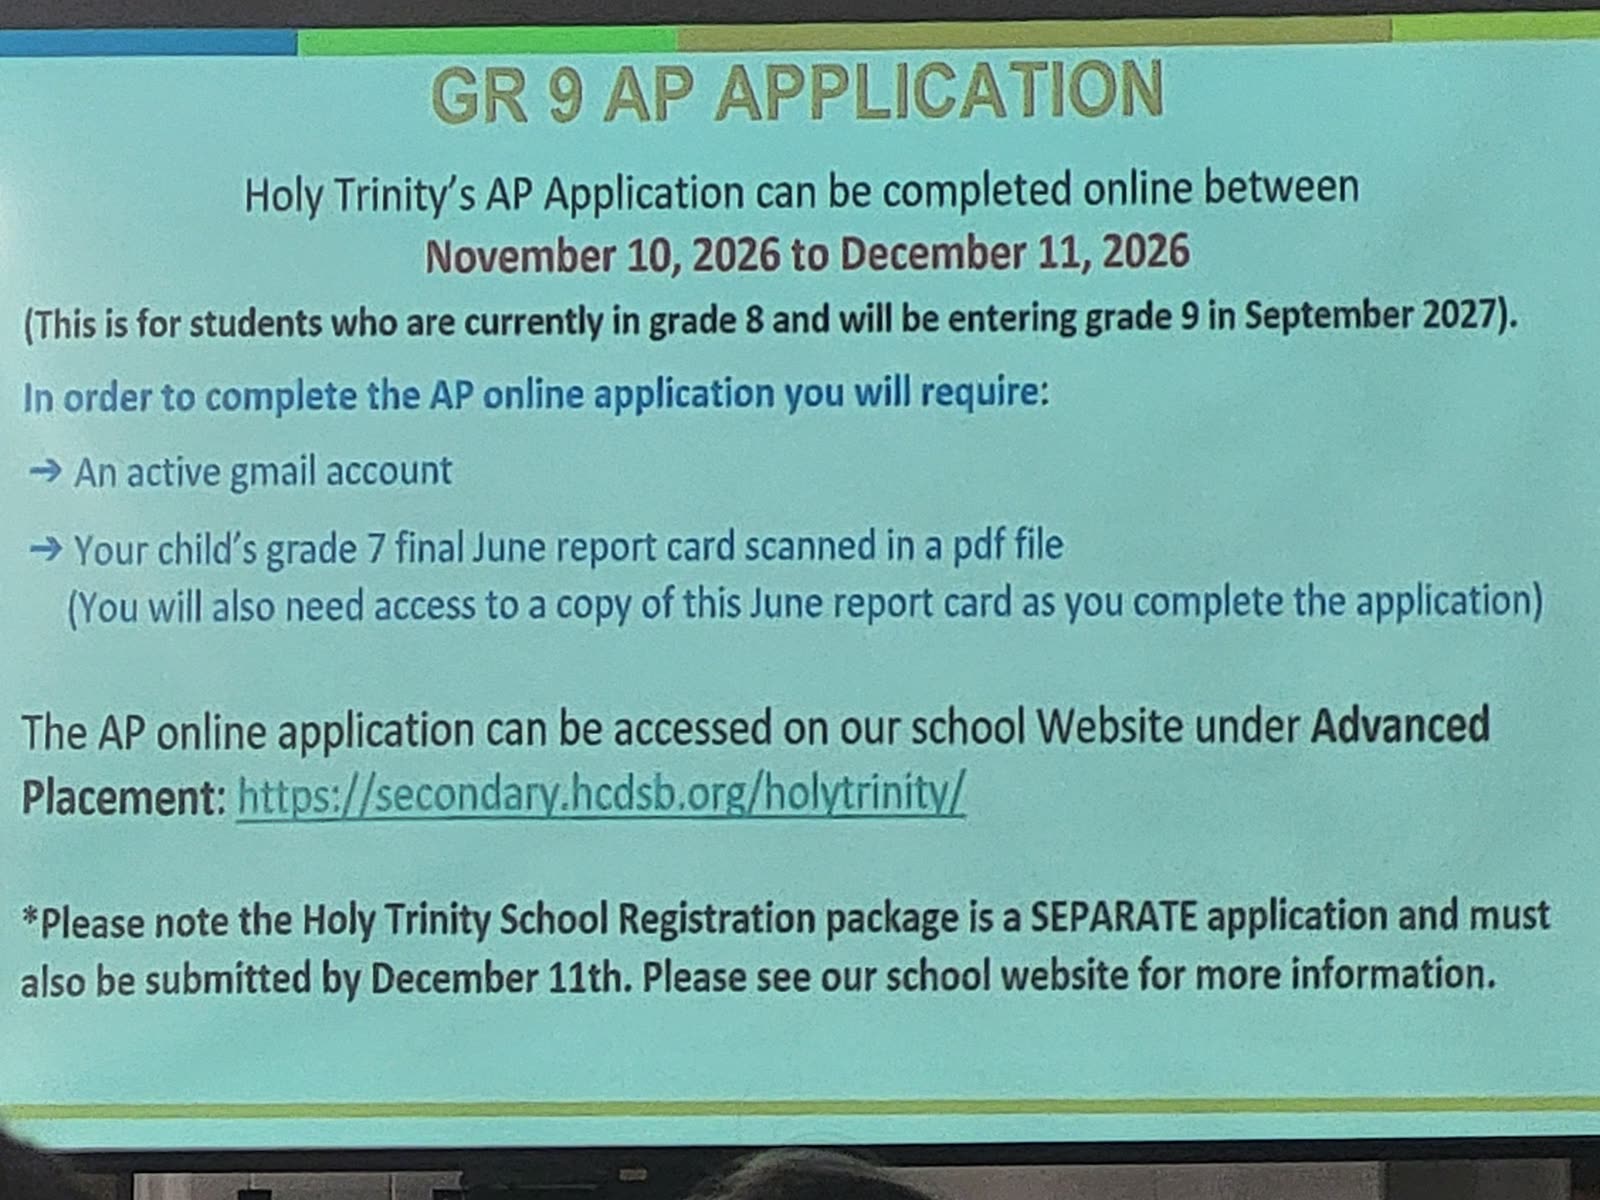 GR 9 AP APPLICATION
Holy Trinity's AP Application can be completed online between
November 10, 2026 to December 11, 2026
(This is for students who are currently in grade 8 and will be entering grade 9 in September 2027).
In order to complete the AP online application you will require:
→ An active gmail account
→ Your child's grade 7 final June report card scanned in a pdf file
(You will also need access to a copy of this June report card as you complete the application)
The AP online application can be accessed on our school Website under Advanced
Placement: https://secondary.hcdsb.org/holytrinity/
*Please note the Holy Trinity School Registration package is a SEPARATE application and must
also be submitted by December 11th. Please see our school website for more information.